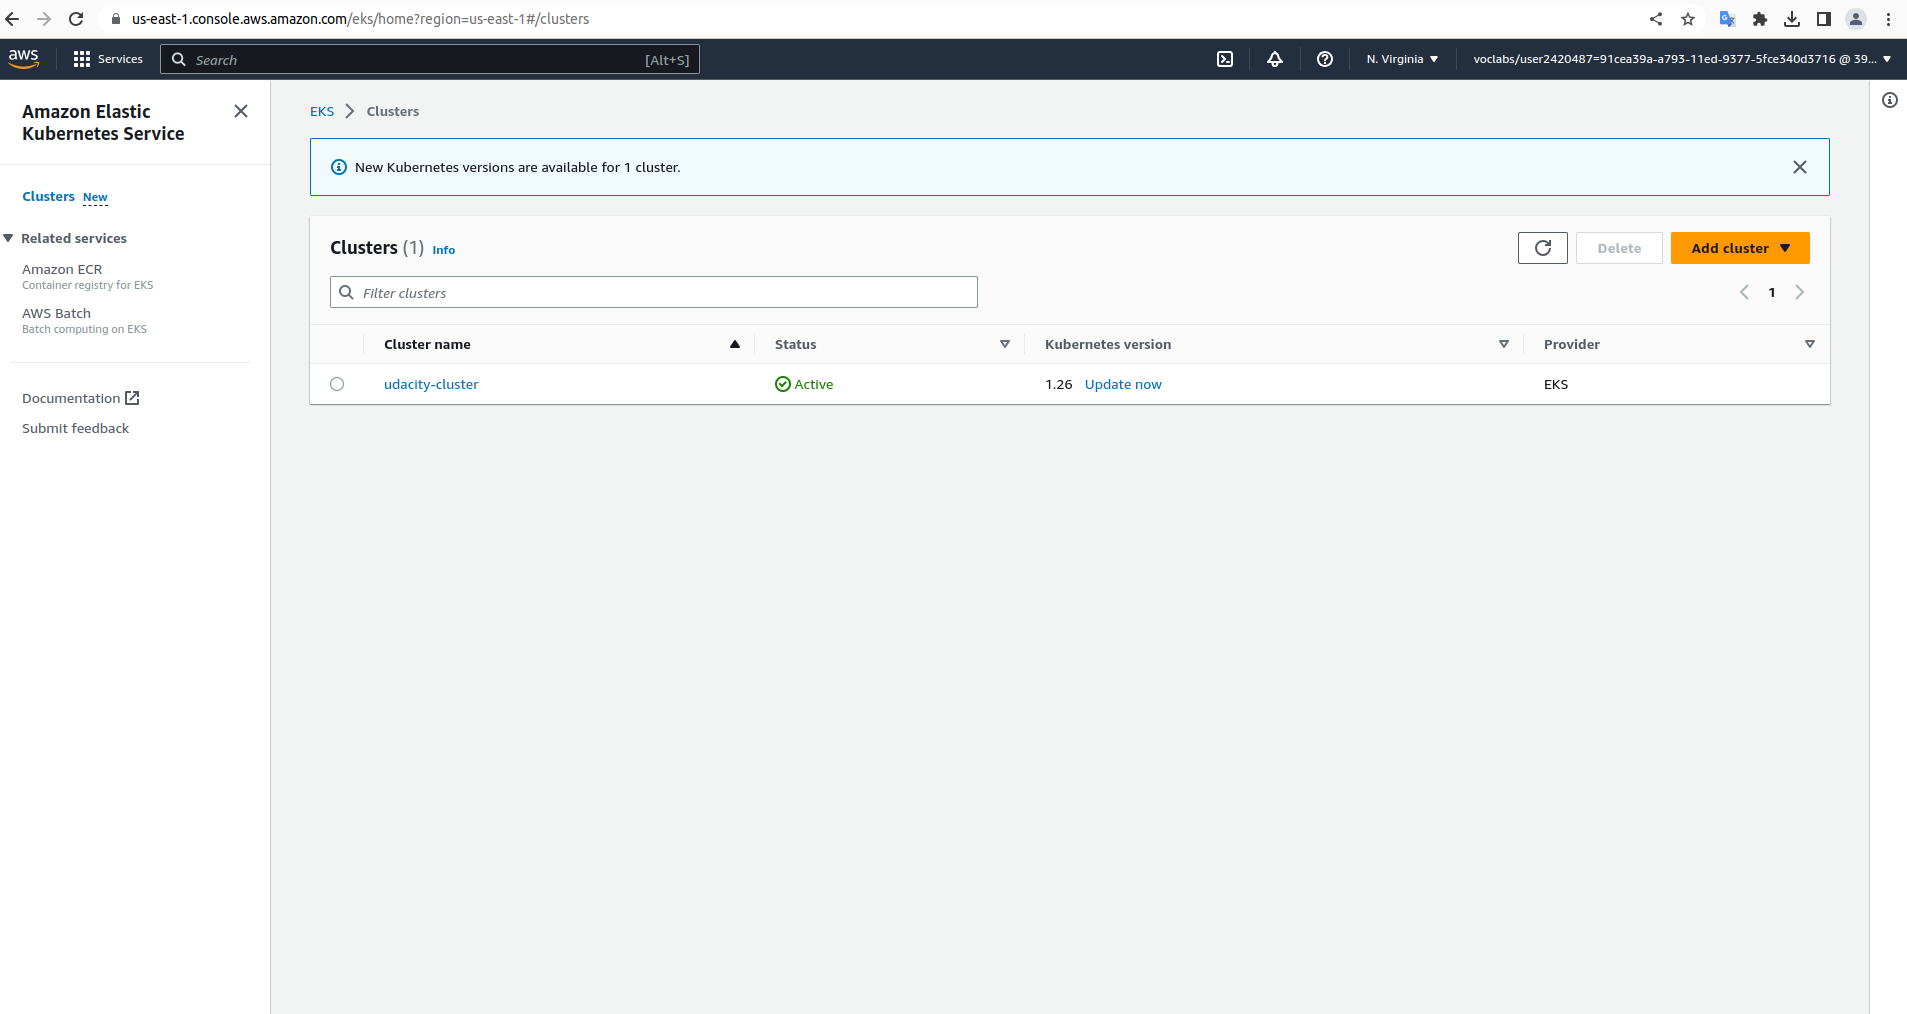 us-east-1.console.aws.amazon.com/eks/home?region=us-east-1#/clusters
aws Services Search [Alt+S] N. Virginia voclabs/user2420487=91cea39a-a793-11ed-9377-5fce340d3716 @ 39...
Amazon Elastic
Kubernetes Service
Clusters New
Related services
Amazon ECR
Container registry for EKS
AWS Batch
Batch computing on EKS
Documentation
Submit feedback
EKS Clusters
New Kubernetes versions are available for 1 cluster.
Clusters (1) Info Delete Add cluster
Filter clusters 1
Cluster name Status Kubernetes version Provider
udacity-cluster Active 1.26 Update now EKS